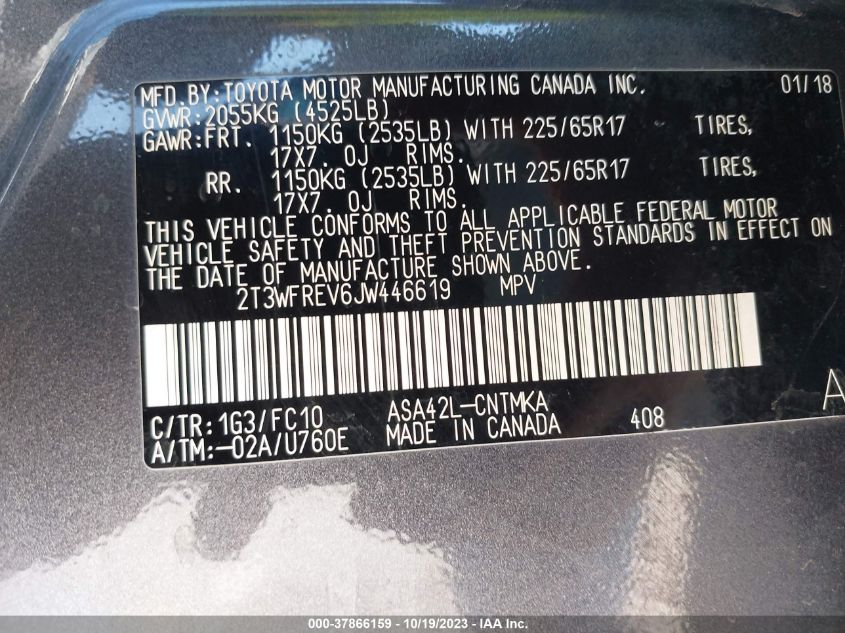 MFD.BY:TOYOTA MOTOR MANUFACTURING CANADA INC. 01/18
GVWR:2055KG (4525LB)
GAWR:FRT. 1150KG (2535LB) WITH 225/65R17 TIRES,
17X7.0J RIMS.
RR. 1150KG (2535LB) WITH 225/65R17 TIRES,
17X7.0J RIMS.
THIS VEHICLE CONFORMS TO ALL APPLICABLE FEDERAL MOTOR
VEHICLE SAFETY AND THEFT PREVENTION STANDARDS IN EFFECT ON
THE DATE OF MANUFACTURE SHOWN ABOVE.
2T3WFREV6JW446619 MPV
C/TR:1G3/FC10 ASA42L-CNTMKA 408 A
A/TM:-02A/U760E MADE IN CANADA
000-37866159 - 10/19/2023 - IAA Inc.